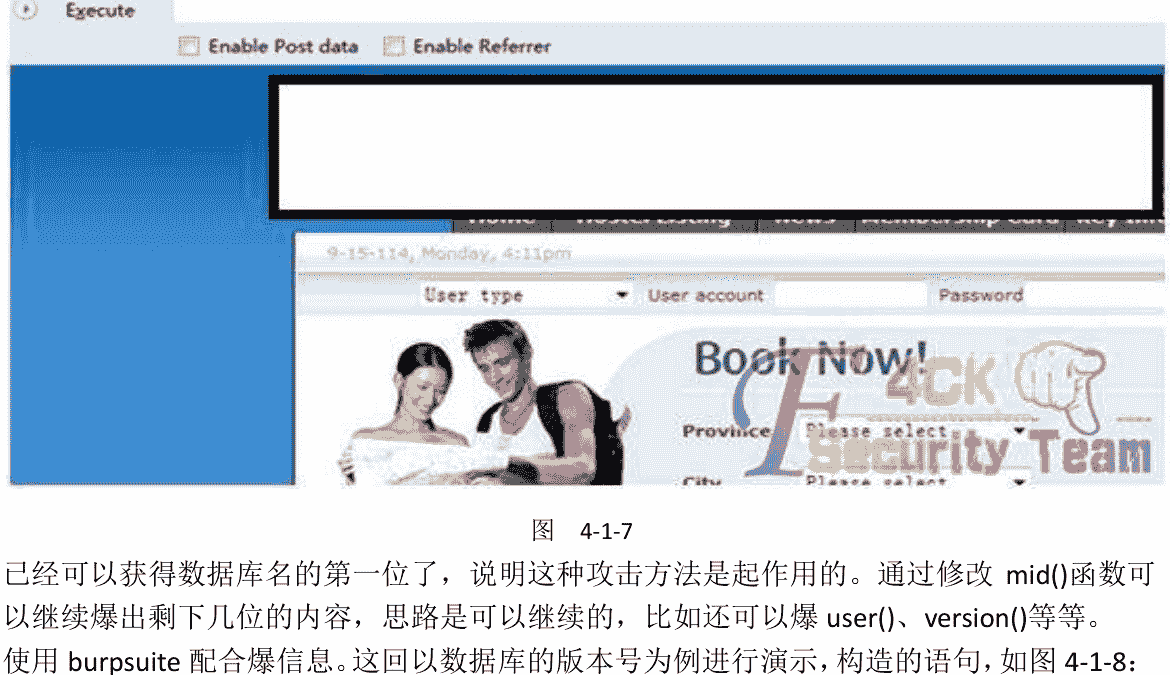 Execute
Enable Post data Enable Referrer
9-15-114, Monday, 4:11pm
User type User account Password
Book Now!
4CK
Province Please select
Security Team
City Please select
图 4-1-7
已经可以获得数据库名的第一位了，说明这种攻击方法是起作用的。通过修改 mid()函数可
以继续爆出剩下几位的内容，思路是可以继续的，比如还可以爆 user()、version()等等。
使用 burpsuite 配合爆信息。这回以数据库的版本号为例进行演示，构造的语句，如图 4-1-8：